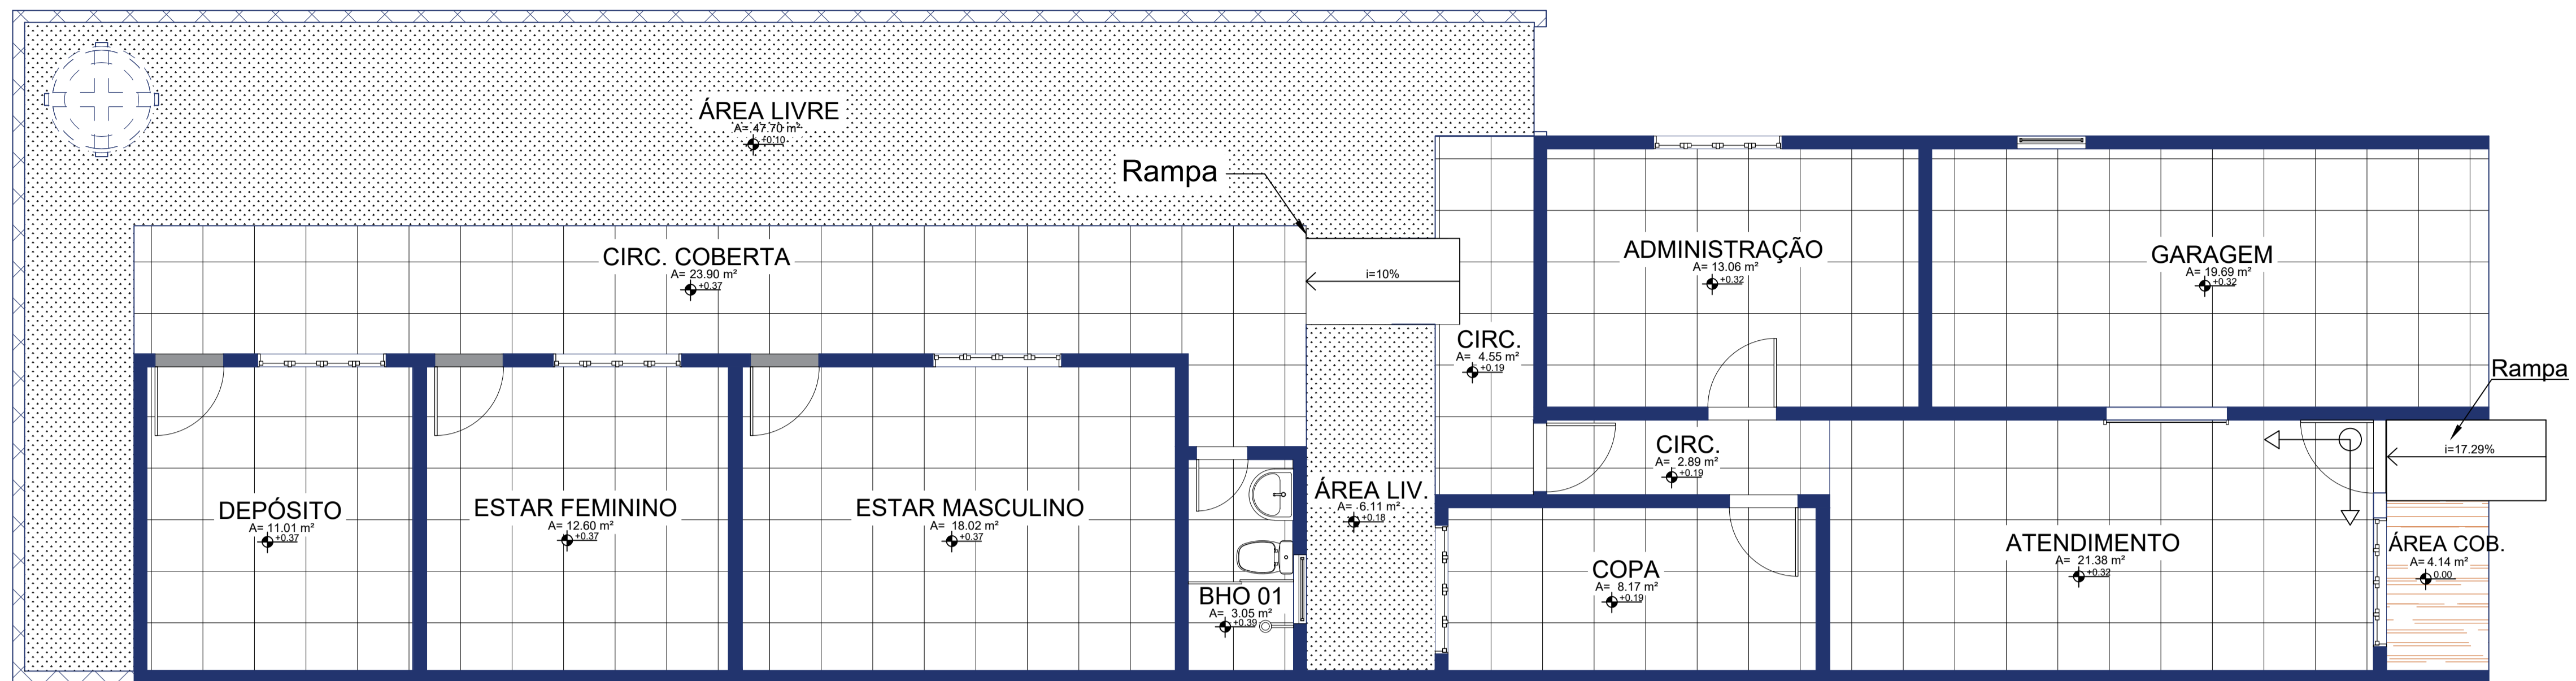 ÁREA LIVRE
A= 47.70 m²
+0.10
Rampa
i=10%
CIRC. COBERTA
A= 23.90 m²
+0.37
ADMINISTRAÇÃO
A= 13.06 m²
+0.32
GARAGEM
A= 19.69 m²
+0.32
CIRC.
A= 4.55 m²
+0.19
Rampa
i=17.29%
CIRC.
A= 2.89 m²
+0.19
DEPÓSITO
A= 11.01 m²
+0.37
ESTAR FEMININO
A= 12.60 m²
+0.37
ESTAR MASCULINO
A= 18.02 m²
+0.37
ÁREA LIV.
A= 6.11 m²
+0.18
BHO 01
A= 3.05 m²
+0.39
COPA
A= 8.17 m²
+0.19
ATENDIMENTO
A= 21.38 m²
+0.32
ÁREA COB.
A= 4.14 m²
0.00